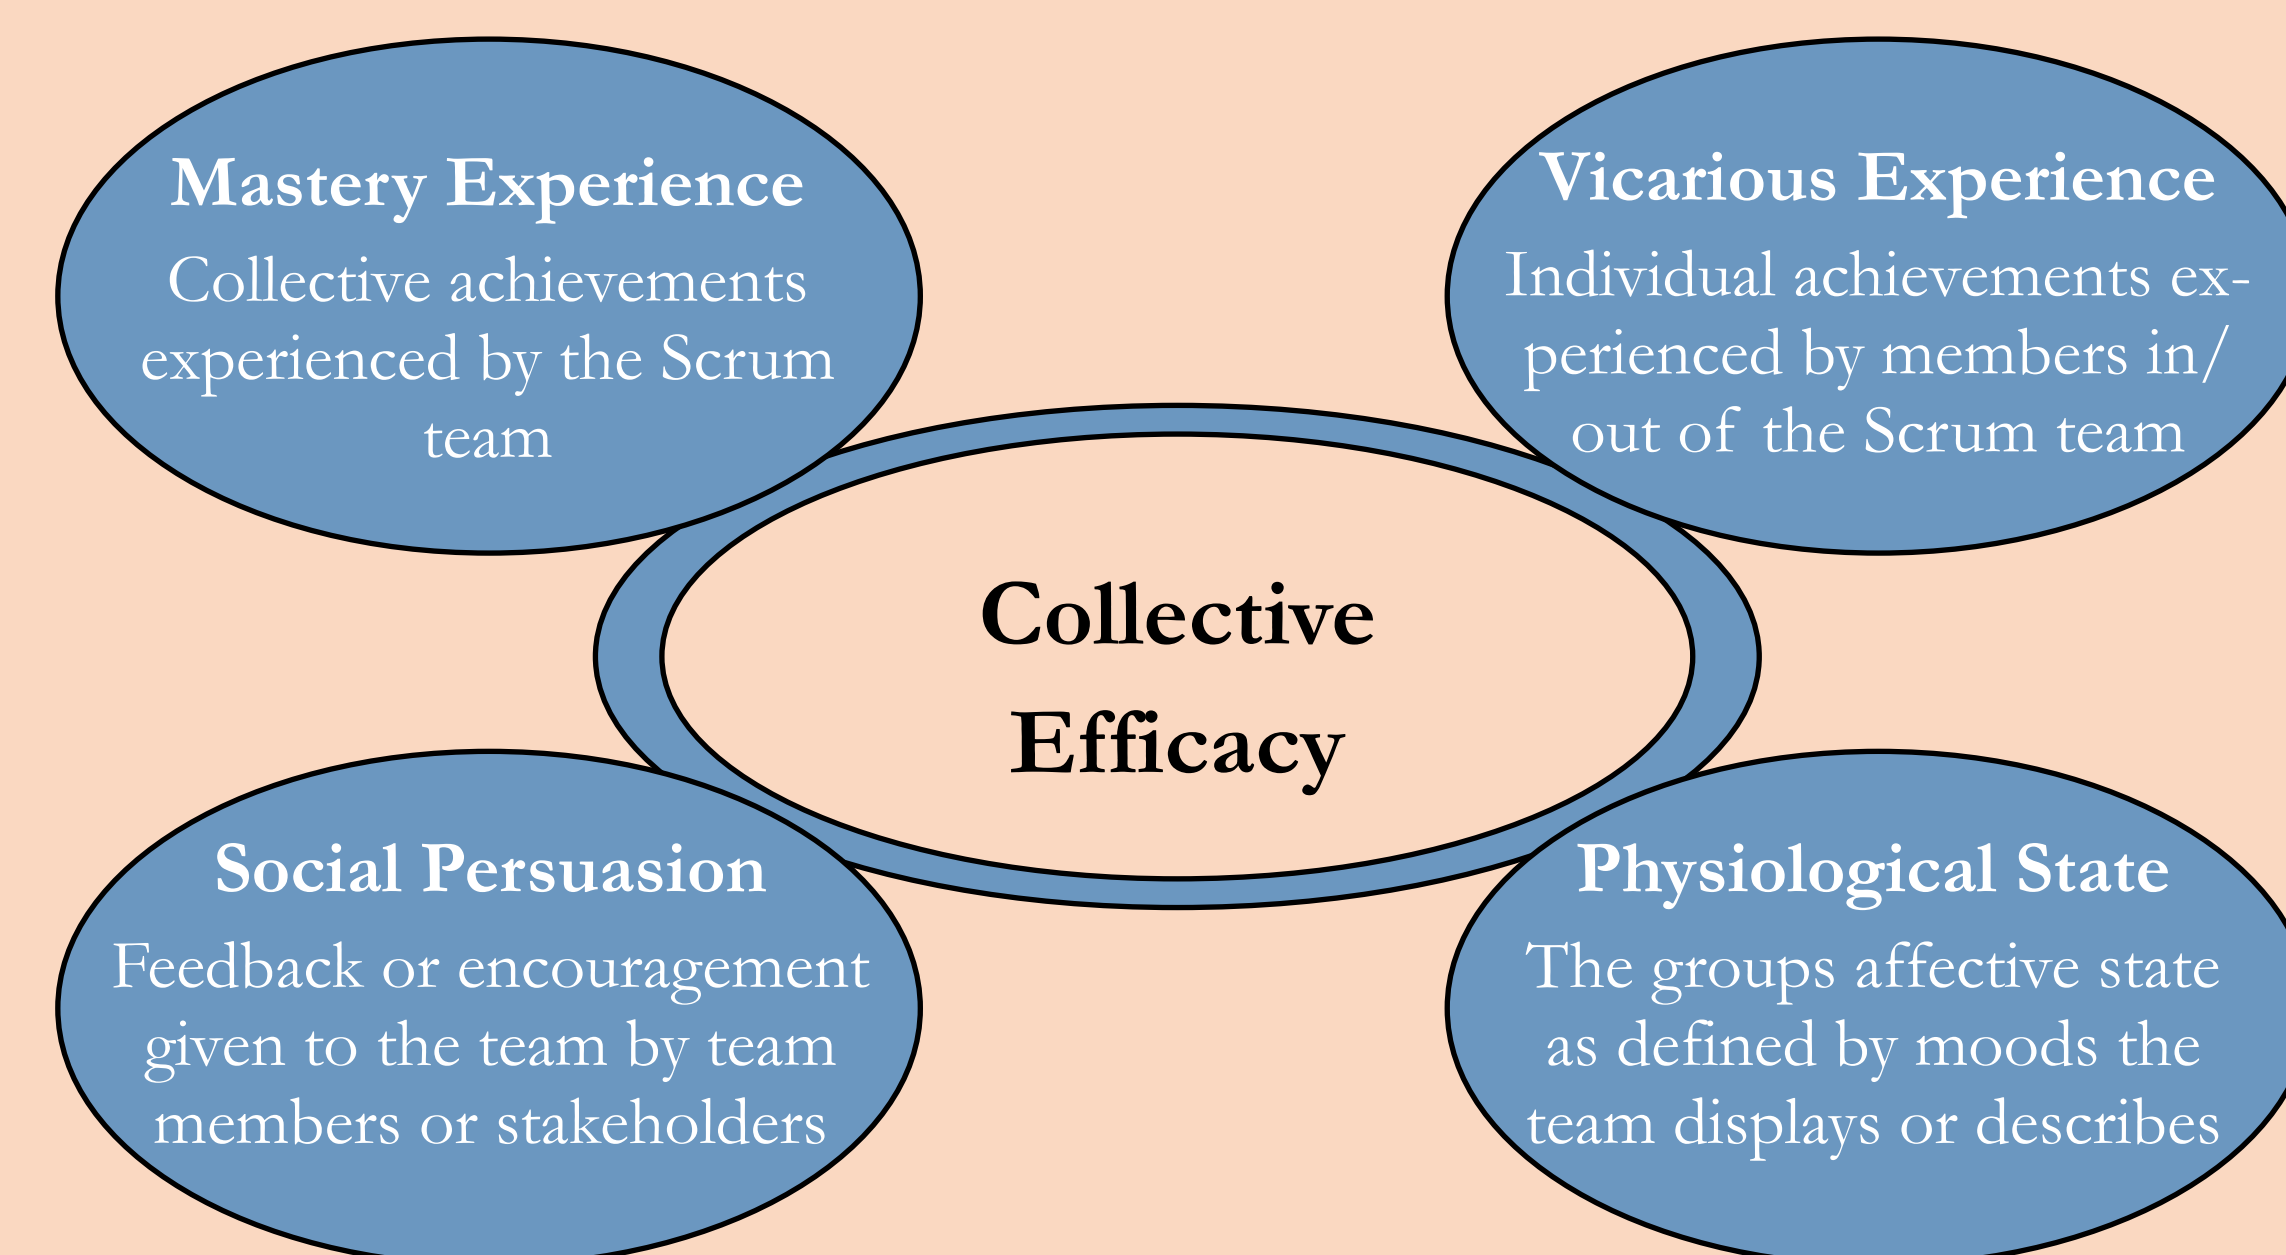 Mastery Experience
Collective achievements
experienced by the Scrum
team
Vicarious Experience
Individual achievements ex-
perienced by members in/
out of the Scrum team
Collective
Efficacy
Social Persuasion
Feedback or encouragement
given to the team by team
members or stakeholders
Physiological State
The groups affective state
as defined by moods the
team displays or describes